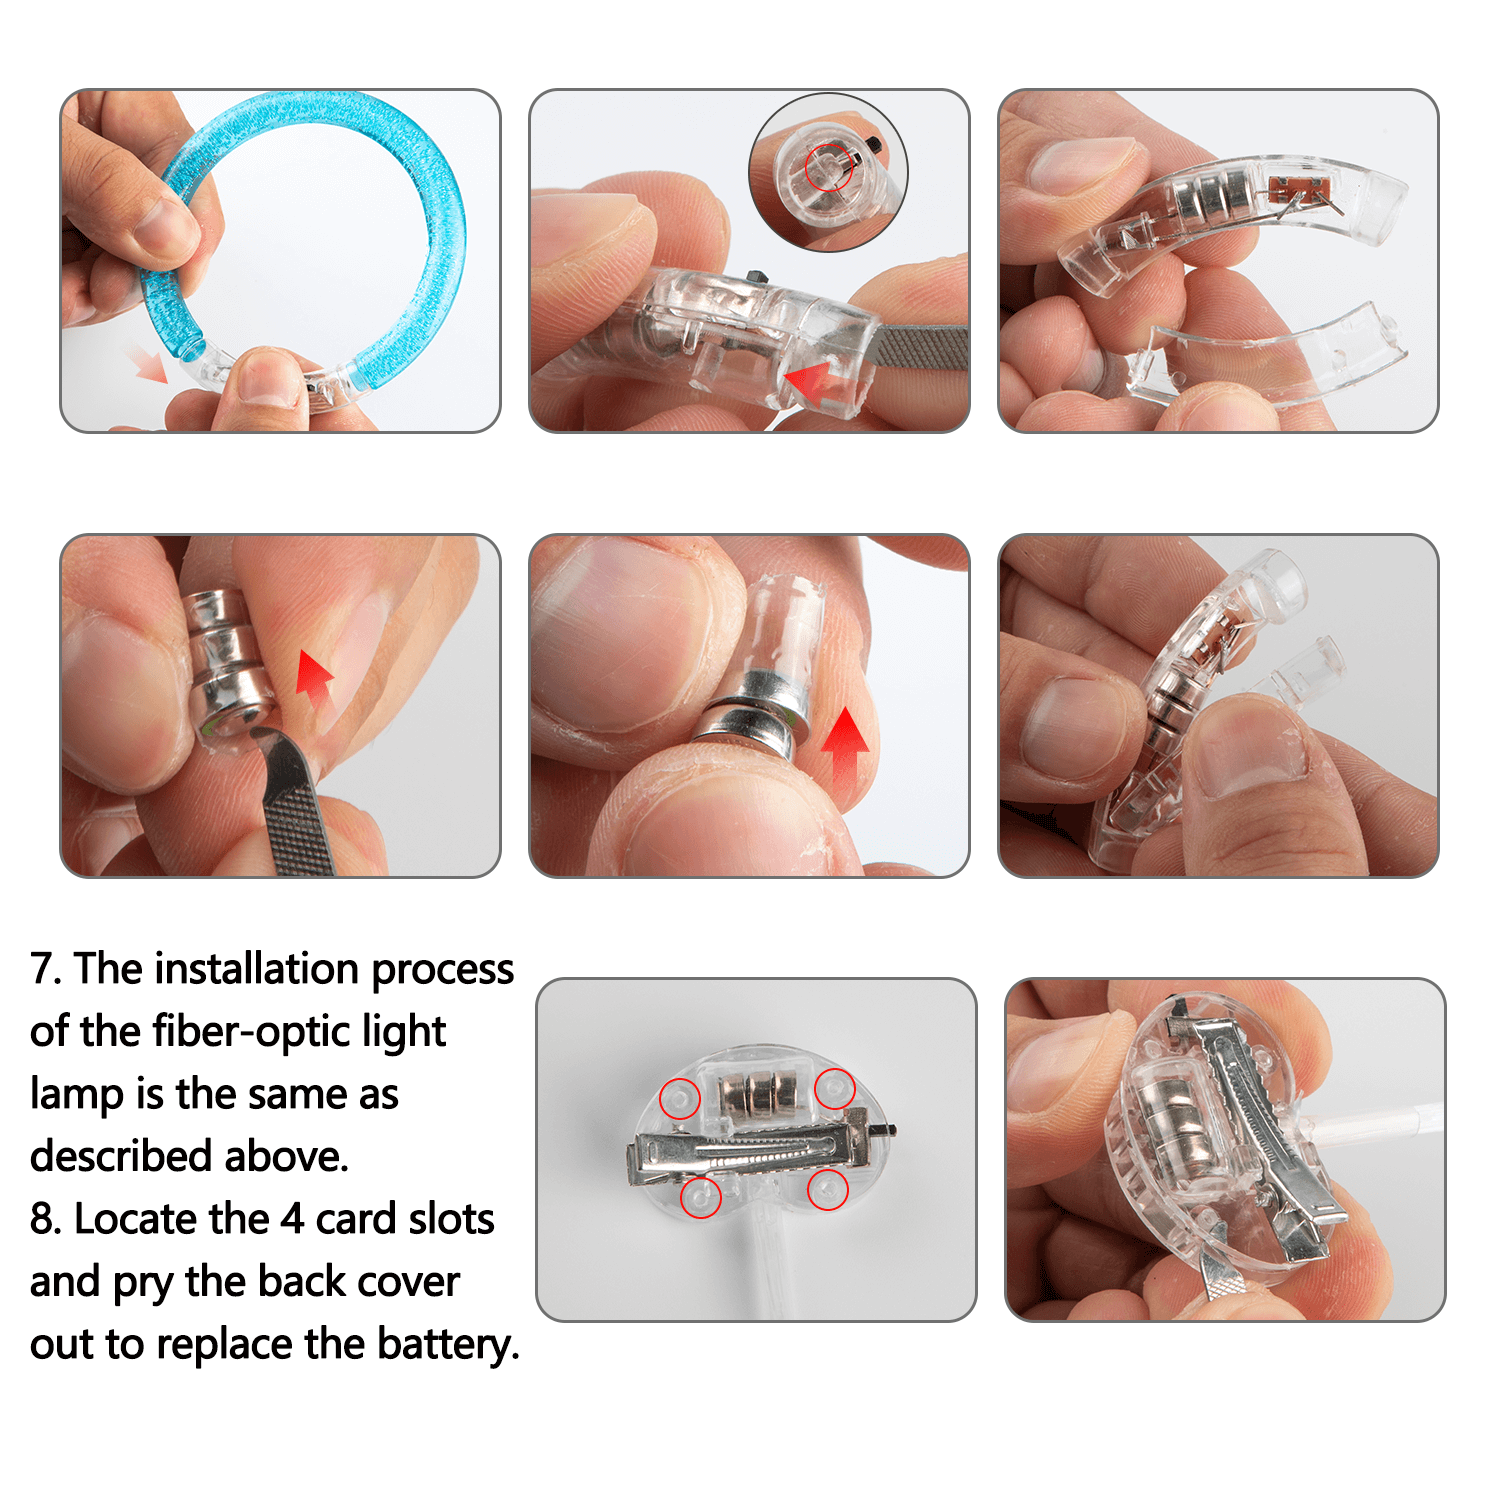 7. The installation process
of the fiber-optic light
lamp is the same as
described above.
8. Locate the 4 card slots
and pry the back cover
out to replace the battery.